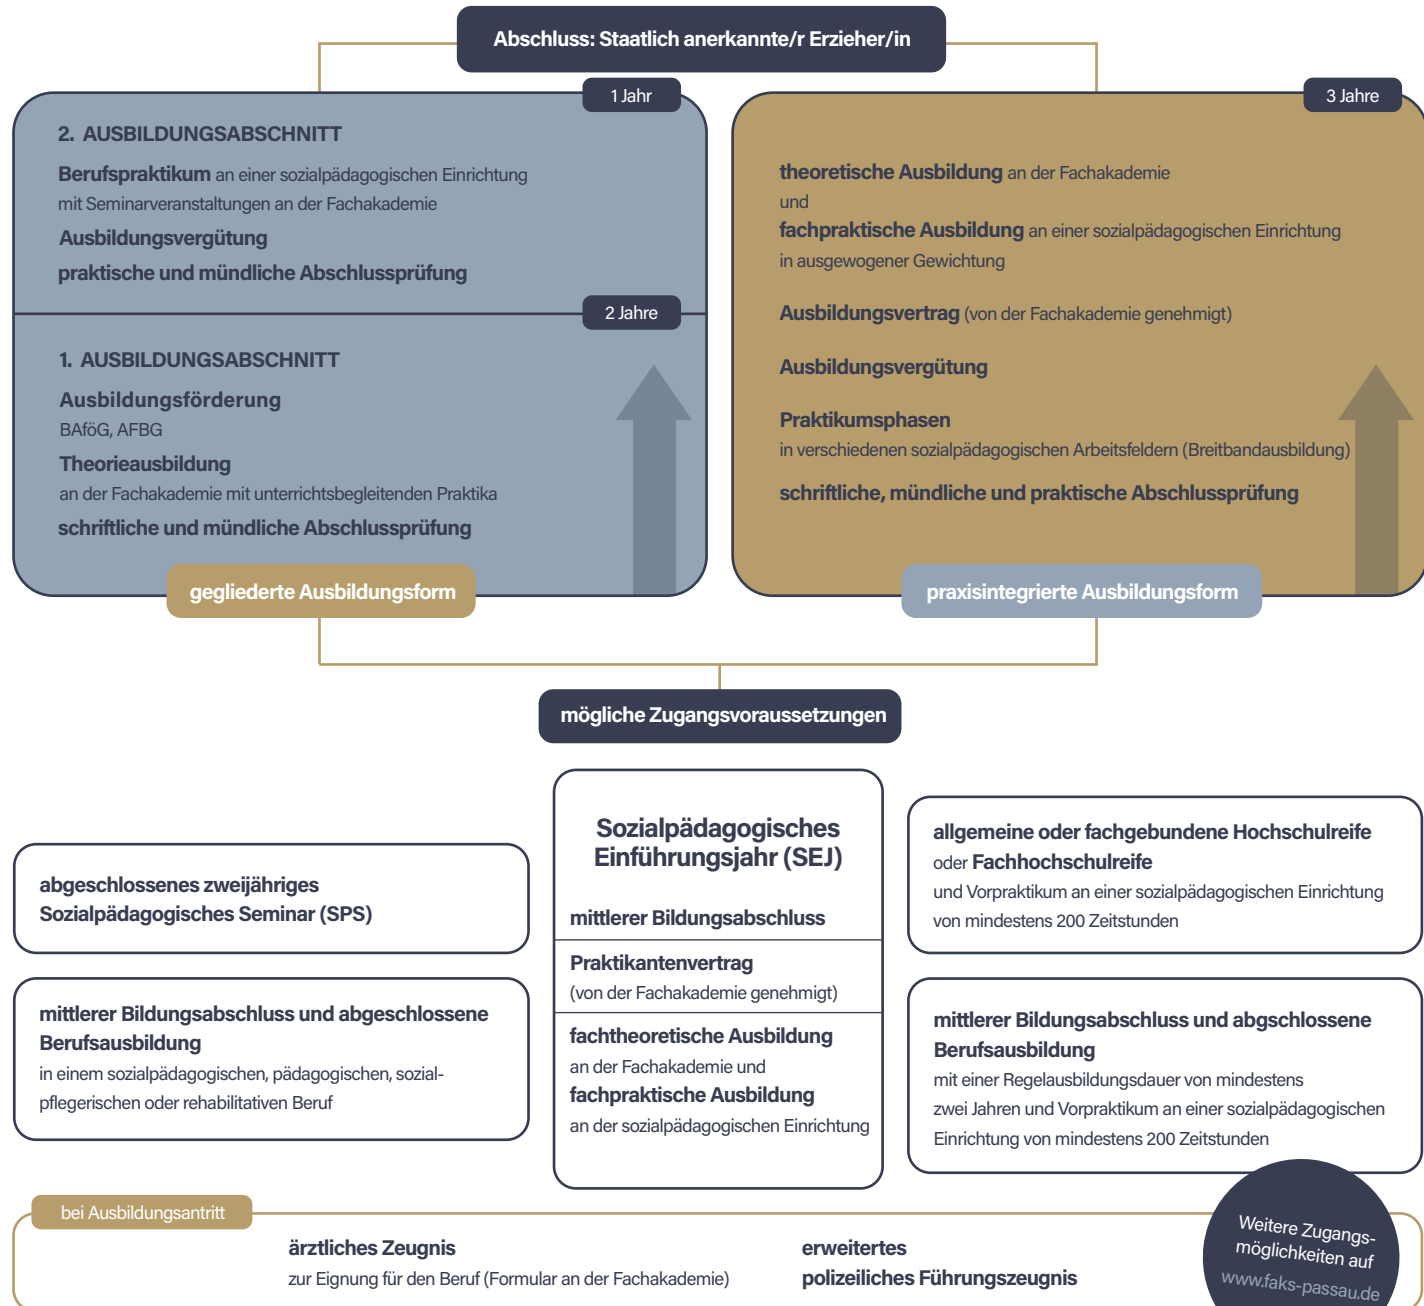 Abschluss: Staatlich anerkannte/r Erzieher/in
1 Jahr
2. AUSBILDUNGSABSCHNITT
Berufspraktikum an einer sozialpädagogischen Einrichtung
mit Seminarveranstaltungen an der Fachakademie
Ausbildungsvergütung
praktische und mündliche Abschlussprüfung
2 Jahre
1. AUSBILDUNGSABSCHNITT
Ausbildungsförderung
BAföG, AFBG
Theorieausbildung
an der Fachakademie mit unterrichtsbegleitenden Praktika
schriftliche und mündliche Abschlussprüfung
gegliederte Ausbildungsform
3 Jahre
theoretische Ausbildung an der Fachakademie
und
fachpraktische Ausbildung an einer sozialpädagogischen Einrichtung
in ausgewogener Gewichtung
Ausbildungsvertrag (von der Fachakademie genehmigt)
Ausbildungsvergütung
Praktikumsphasen
in verschiedenen sozialpädagogischen Arbeitsfeldern (Breitbandausbildung)
schriftliche, mündliche und praktische Abschlussprüfung
praxisintegrierte Ausbildungsform
mögliche Zugangsvoraussetzungen
abgeschlossenes zweijähriges
Sozialpädagogisches Seminar (SPS)
mittlerer Bildungsabschluss und abgeschlossene
Berufsausbildung
in einem sozialpädagogischen, pädagogischen, sozial-
pflegerischen oder rehabilitativen Beruf
Sozialpädagogisches
Einführungsjahr (SEJ)
mittlerer Bildungsabschluss
Praktikantenvertrag
(von der Fachakademie genehmigt)
fachtheoretische Ausbildung
an der Fachakademie und
fachpraktische Ausbildung
an der sozialpädagogischen Einrichtung
allgemeine oder fachgebundene Hochschulreife
oder Fachhochschulreife
und Vorpraktikum an einer sozialpädagogischen Einrichtung
von mindestens 200 Zeitstunden
mittlerer Bildungsabschluss und abgschlossene
Berufsausbildung
mit einer Regelausbildungsdauer von mindestens
zwei Jahren und Vorpraktikum an einer sozialpädagogischen
Einrichtung von mindestens 200 Zeitstunden
bei Ausbildungsantritt
ärztliches Zeugnis
zur Eignung für den Beruf (Formular an der Fachakademie)
erweitertes
polizeiliches Führungszeugnis
Weitere Zugangs-
möglichkeiten auf
www.faks-passau.de